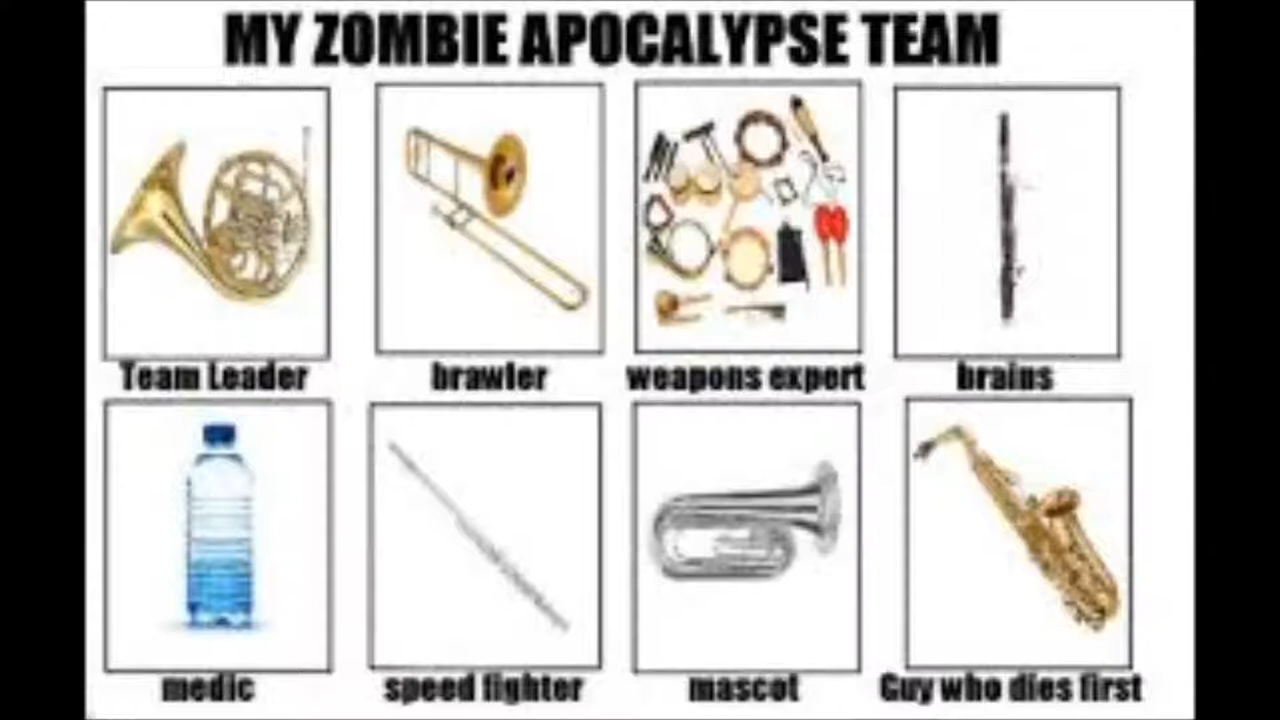 MY ZOMBIE APOCALYPSE TEAM
Team Leader
brawler
weapons expert
brains
medic
speed fighter
mascot
Guy who dies first